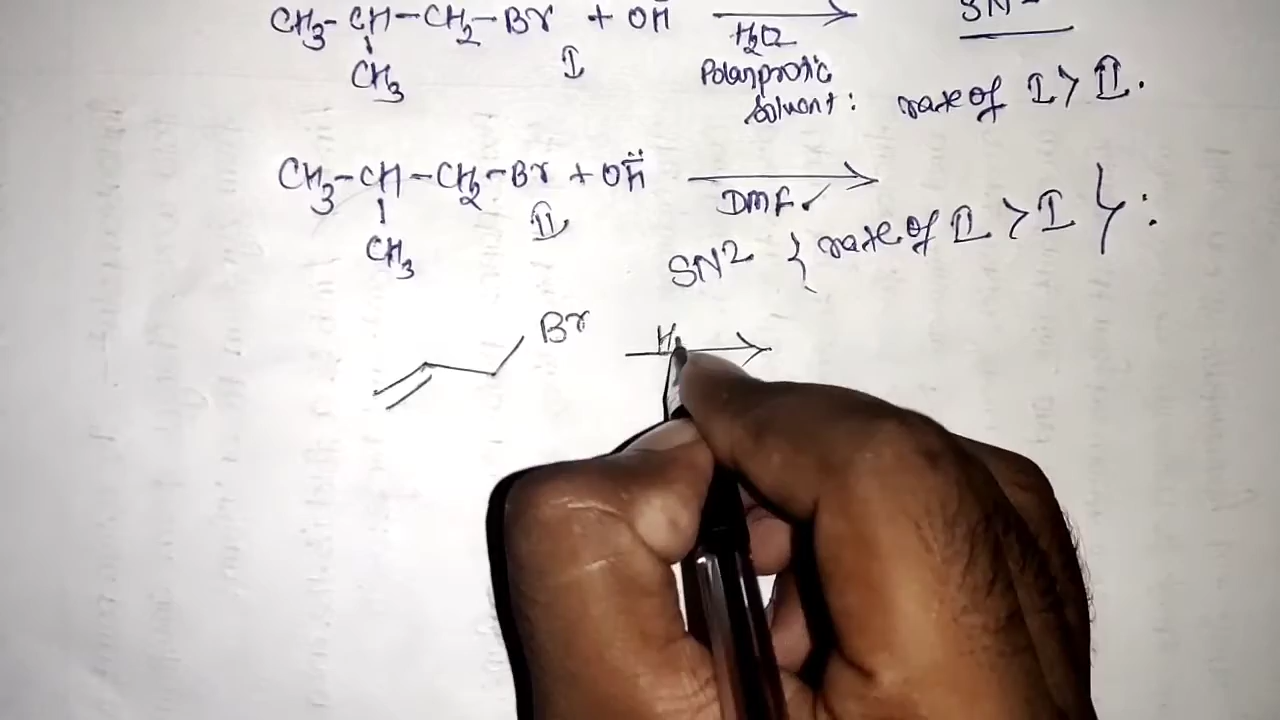 CH3-CH-CH2-Br + OH̄ → SN2
H2O
I
CH3
Polar protic
solvent: rate of I > II.
CH3-CH-CH2-Br + OH̄ →
DMF ✓
II
CH3
SN2 { rate of II > I } :
Br
H